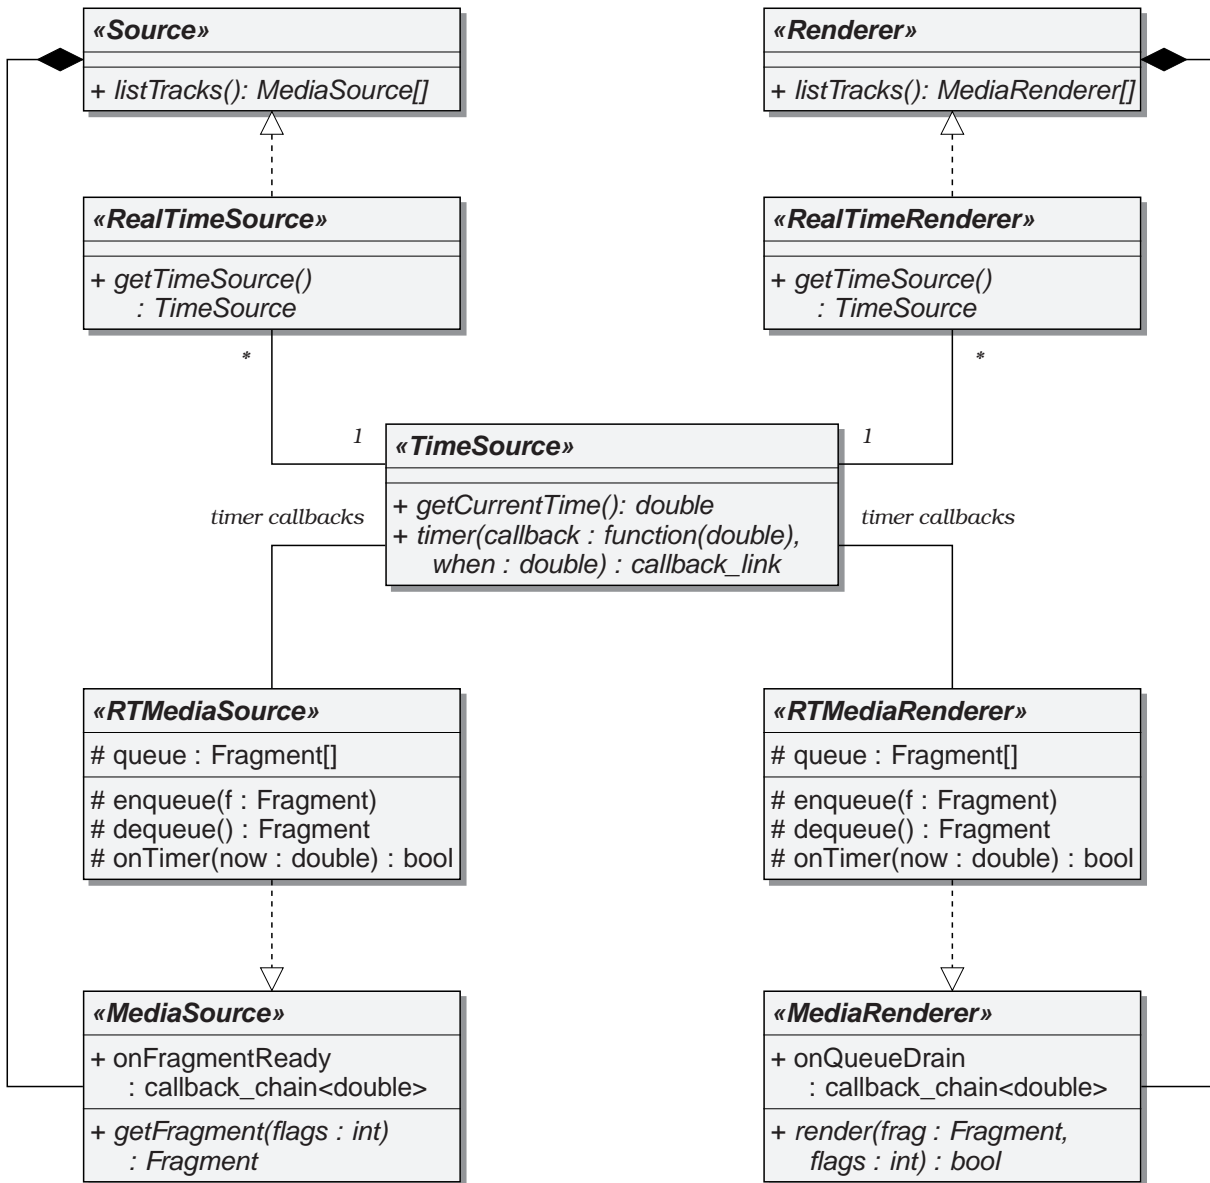 «Source»
+ listTracks(): MediaSource[]
«Renderer»
+ listTracks(): MediaRenderer[]
«RealTimeSource»
+ getTimeSource()
: TimeSource
«RealTimeRenderer»
+ getTimeSource()
: TimeSource
*
*
1
1
«TimeSource»
+ getCurrentTime(): double
+ timer(callback : function(double),
when : double) : callback_link
timer callbacks
timer callbacks
«RTMediaSource»
# queue : Fragment[]
# enqueue(f : Fragment)
# dequeue() : Fragment
# onTimer(now : double) : bool
«RTMediaRenderer»
# queue : Fragment[]
# enqueue(f : Fragment)
# dequeue() : Fragment
# onTimer(now : double) : bool
«MediaSource»
+ onFragmentReady
: callback_chain<double>
+ getFragment(flags : int)
: Fragment
«MediaRenderer»
+ onQueueDrain
: callback_chain<double>
+ render(frag : Fragment,
flags : int) : bool